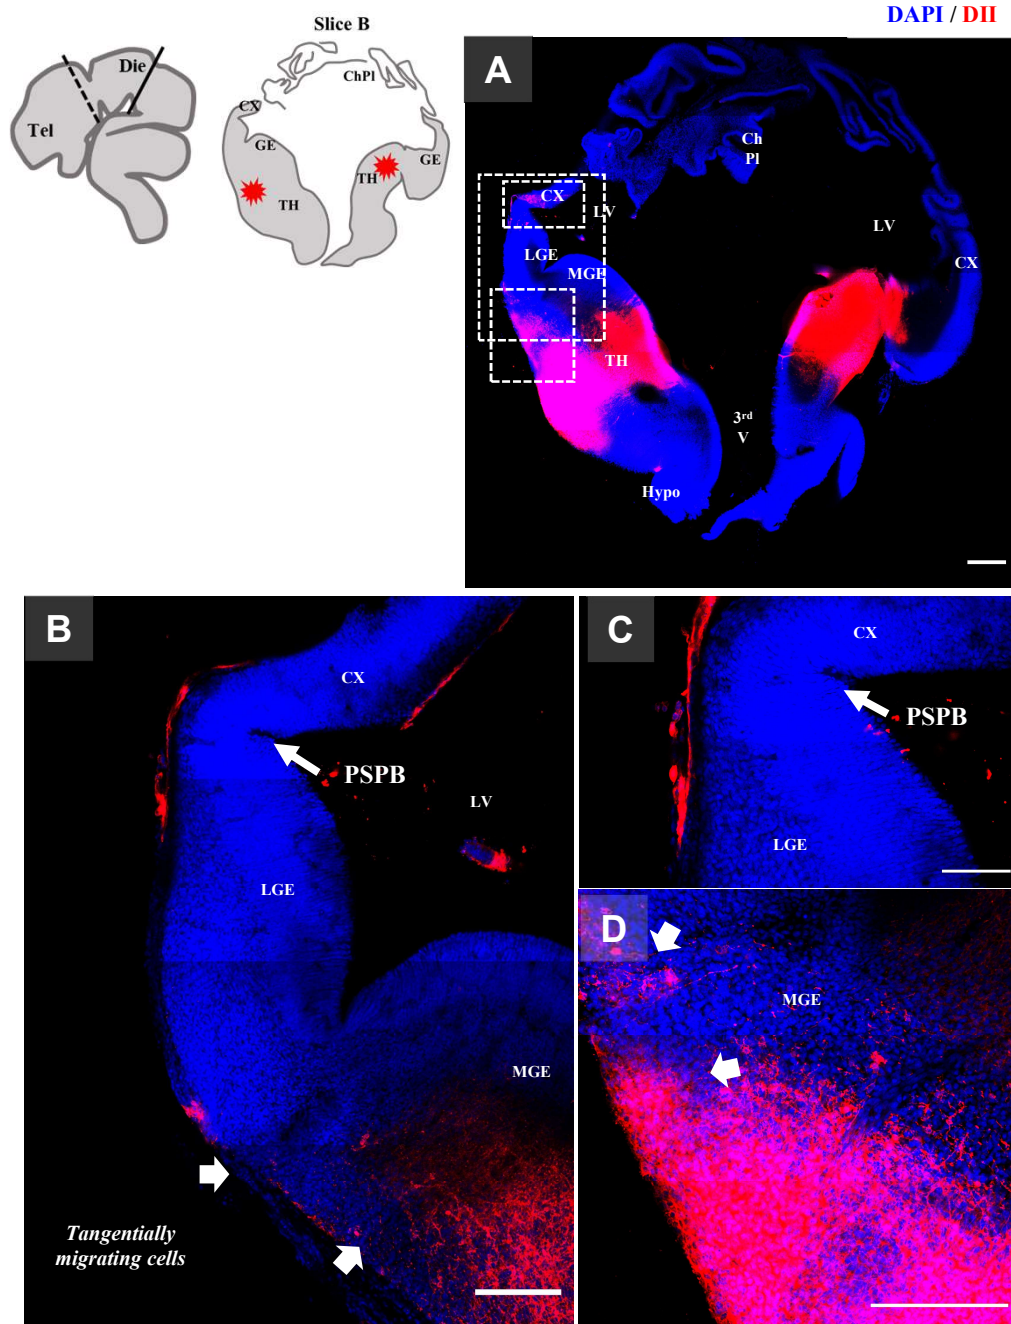 DAPI / DII
Slice B
Die
Tel
ChPl
CX
GE
TH
TH
GE
A
Ch
Pl
CX
LV
LV
CX
LGE
MGE
TH
3rd
V
Hypo
B
CX
PSPB
LV
LGE
MGE
Tangentially
migrating cells
C
CX
PSPB
LGE
D
MGE